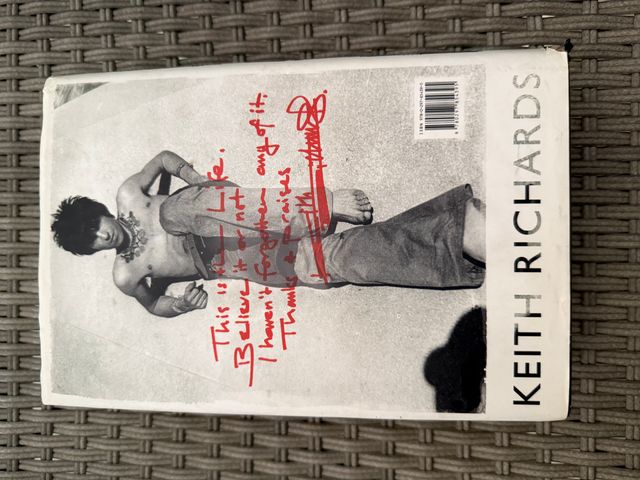 This is the Life.
Believe it or not
I haven't forgotten any of it.
Thanks & praises
KEITH RICHARDS